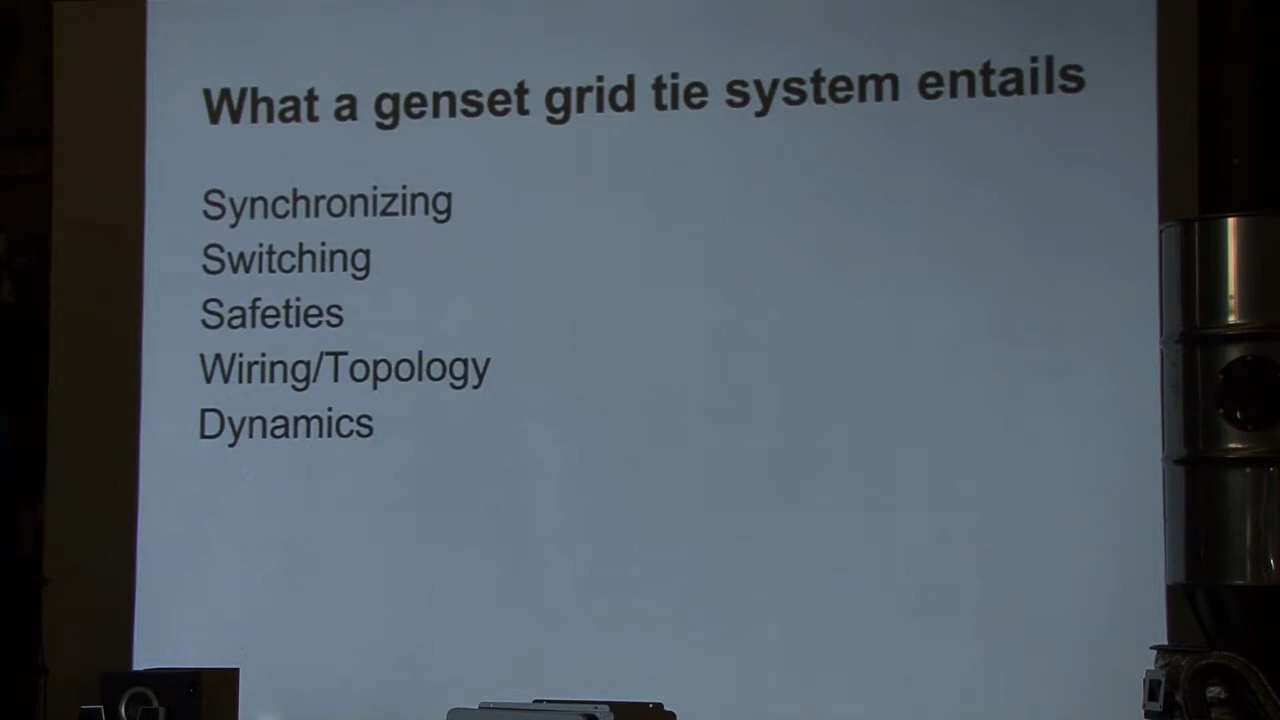 What a genset grid tie system entails
Synchronizing
Switching
Safeties
Wiring/Topology
Dynamics